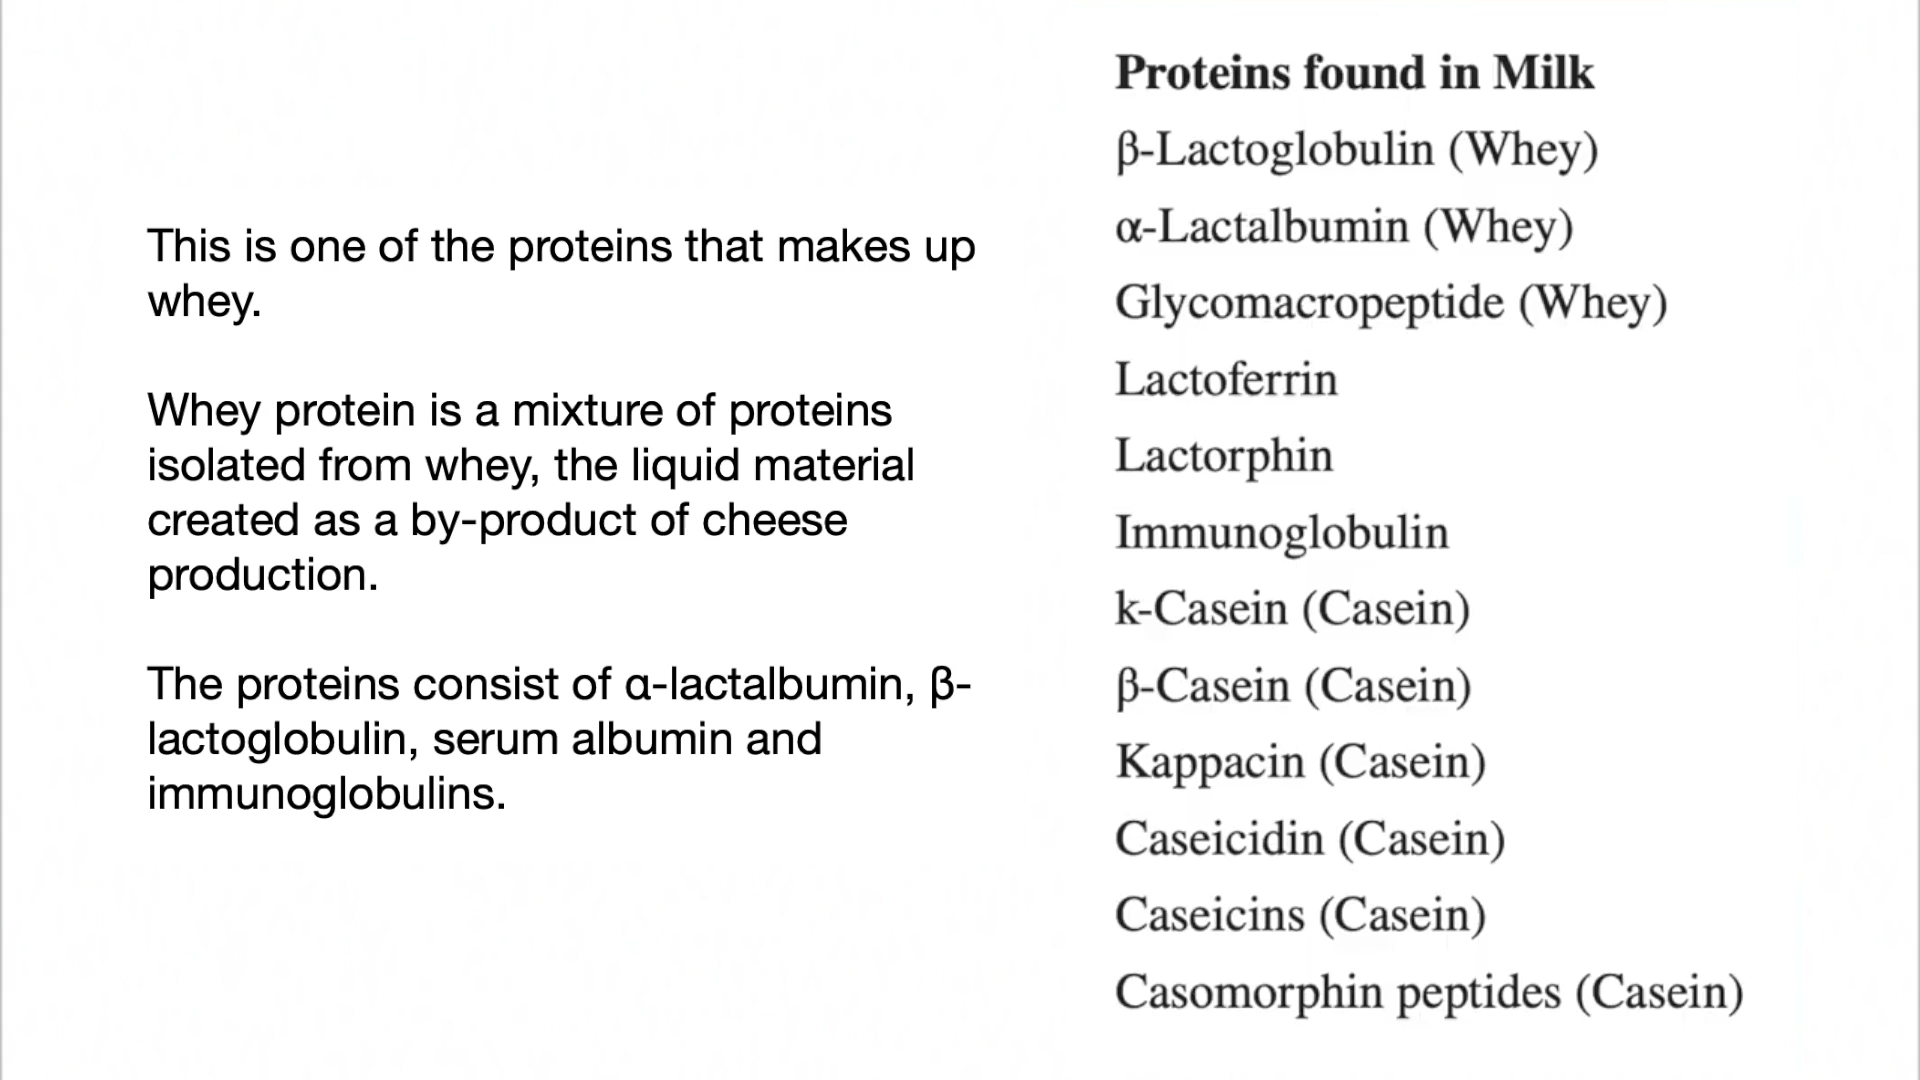 This is one of the proteins that makes up
whey.
Whey protein is a mixture of proteins
isolated from whey, the liquid material
created as a by-product of cheese
production.
The proteins consist of α-lactalbumin, β-
lactoglobulin, serum albumin and
immunoglobulins.
Proteins found in Milk
β-Lactoglobulin (Whey)
α-Lactalbumin (Whey)
Glycomacropeptide (Whey)
Lactoferrin
Lactorphin
Immunoglobulin
k-Casein (Casein)
β-Casein (Casein)
Kappacin (Casein)
Caseicidin (Casein)
Caseicins (Casein)
Casomorphin peptides (Casein)